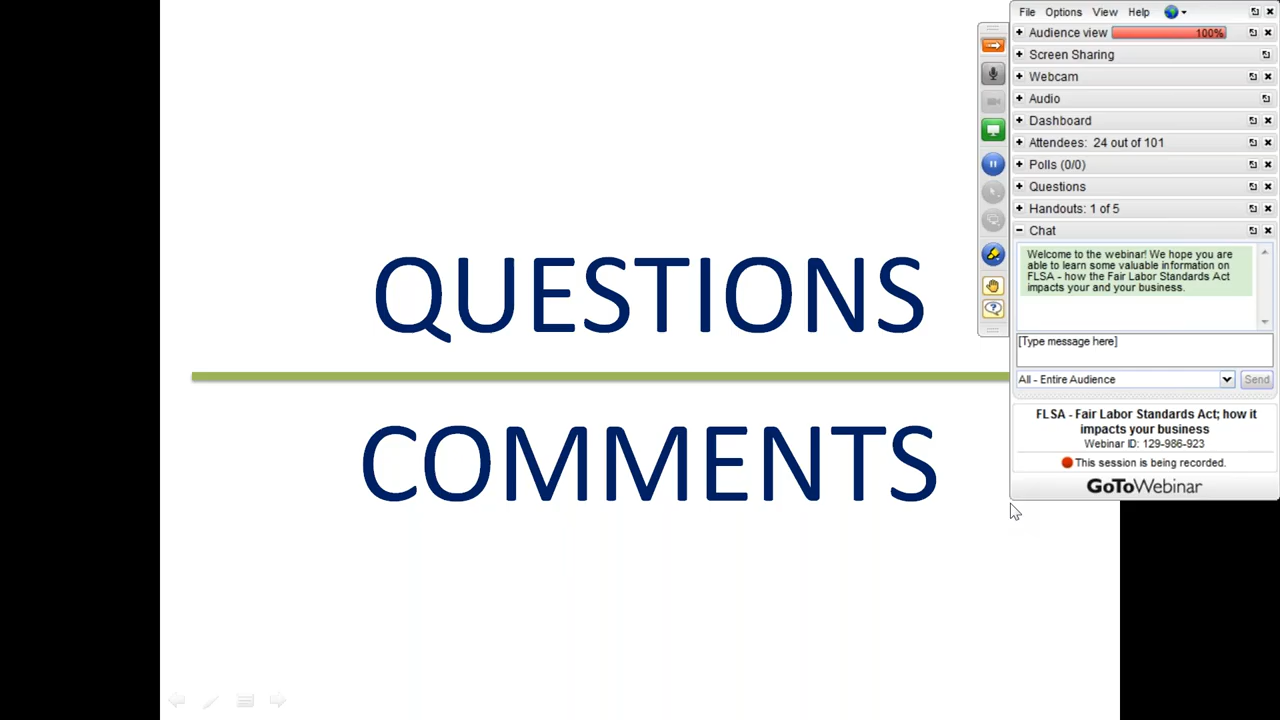 QUESTIONS
COMMENTS
File Options View Help
Audience view 100%
Screen Sharing
Webcam
Audio
Dashboard
Attendees: 24 out of 101
Polls (0/0)
Questions
Handouts: 1 of 5
Chat
Welcome to the webinar! We hope you are
able to learn some valuable information on
FLSA - how the Fair Labor Standards Act
impacts your and your business.
[Type message here]
All - Entire Audience Send
FLSA - Fair Labor Standards Act; how it
impacts your business
Webinar ID: 129-986-923
This session is being recorded.
GoToWebinar